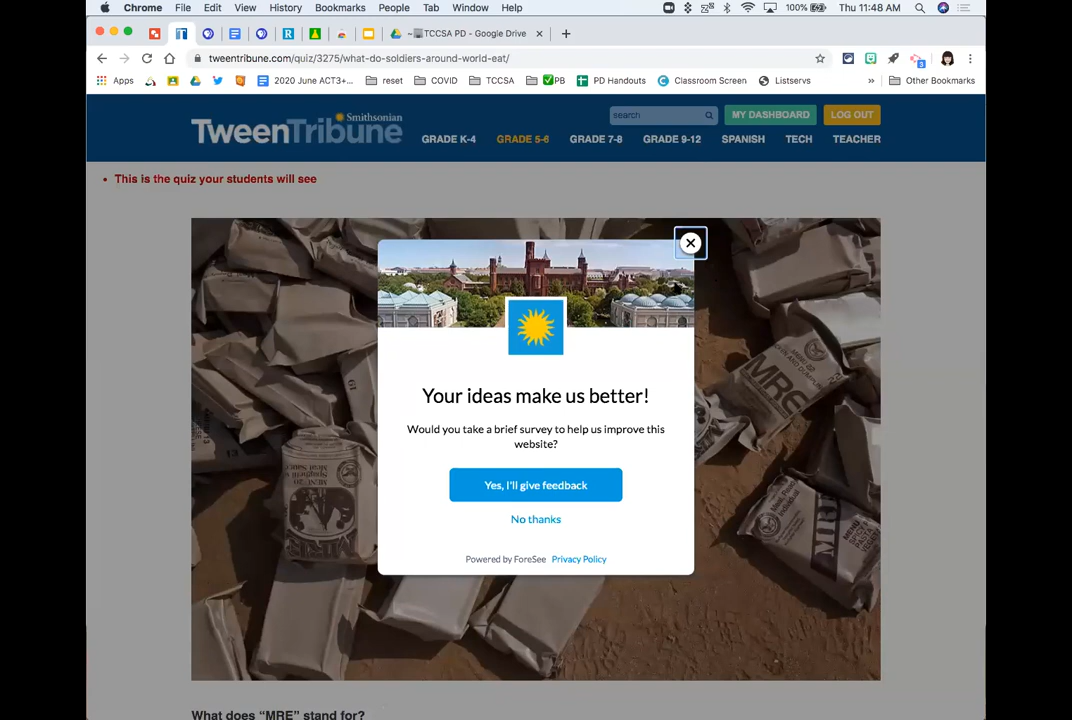 Chrome File Edit View History Bookmarks People Tab Window Help 100% Thu 11:48 AM
TCCSA PD - Google Drive
tweentribune.com/quiz/3275/what-do-soldiers-around-world-eat/
Apps 2020 June ACT3+... reset COVID TCCSA PB PD Handouts Classroom Screen Listservs » Other Bookmarks
Smithsonian
TweenTribune
search MY DASHBOARD LOG OUT
GRADE K-4 GRADE 5-6 GRADE 7-8 GRADE 9-12 SPANISH TECH TEACHER
• This is the quiz your students will see
Your ideas make us better!
Would you take a brief survey to help us improve this
website?
Yes, I'll give feedback
No thanks
Powered by ForeSee Privacy Policy
MRE
MRE
What does “MRE” stand for?